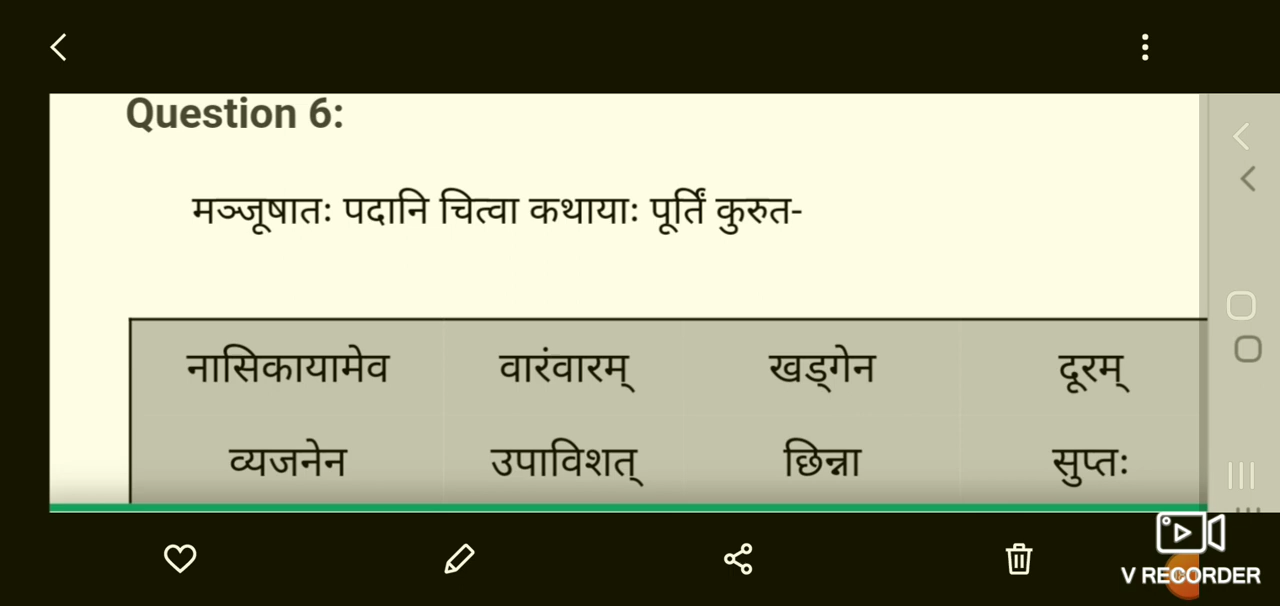 Question 6:
मञ्जूषातः पदानि चित्वा कथायाः पूर्तिं कुरुत-
नासिकायामेव वारंवारम् खड्गेन दूरम्
व्यजनेन उपाविशत् छिन्ना सुप्तः
V RECORDER